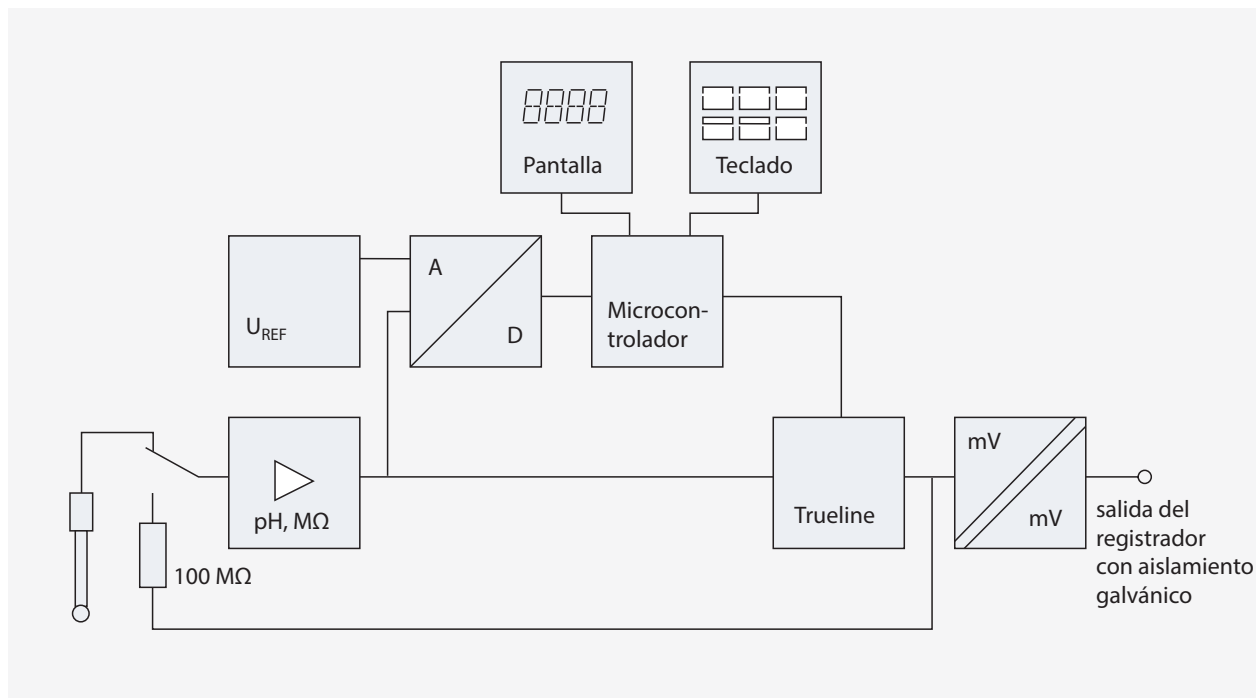 8888
Pantalla
Teclado
U_REF
A
D
Microcon-
trolador
pH, MΩ
100 MΩ
Trueline
mV
mV
salida del
registrador
con aislamiento
galvánico